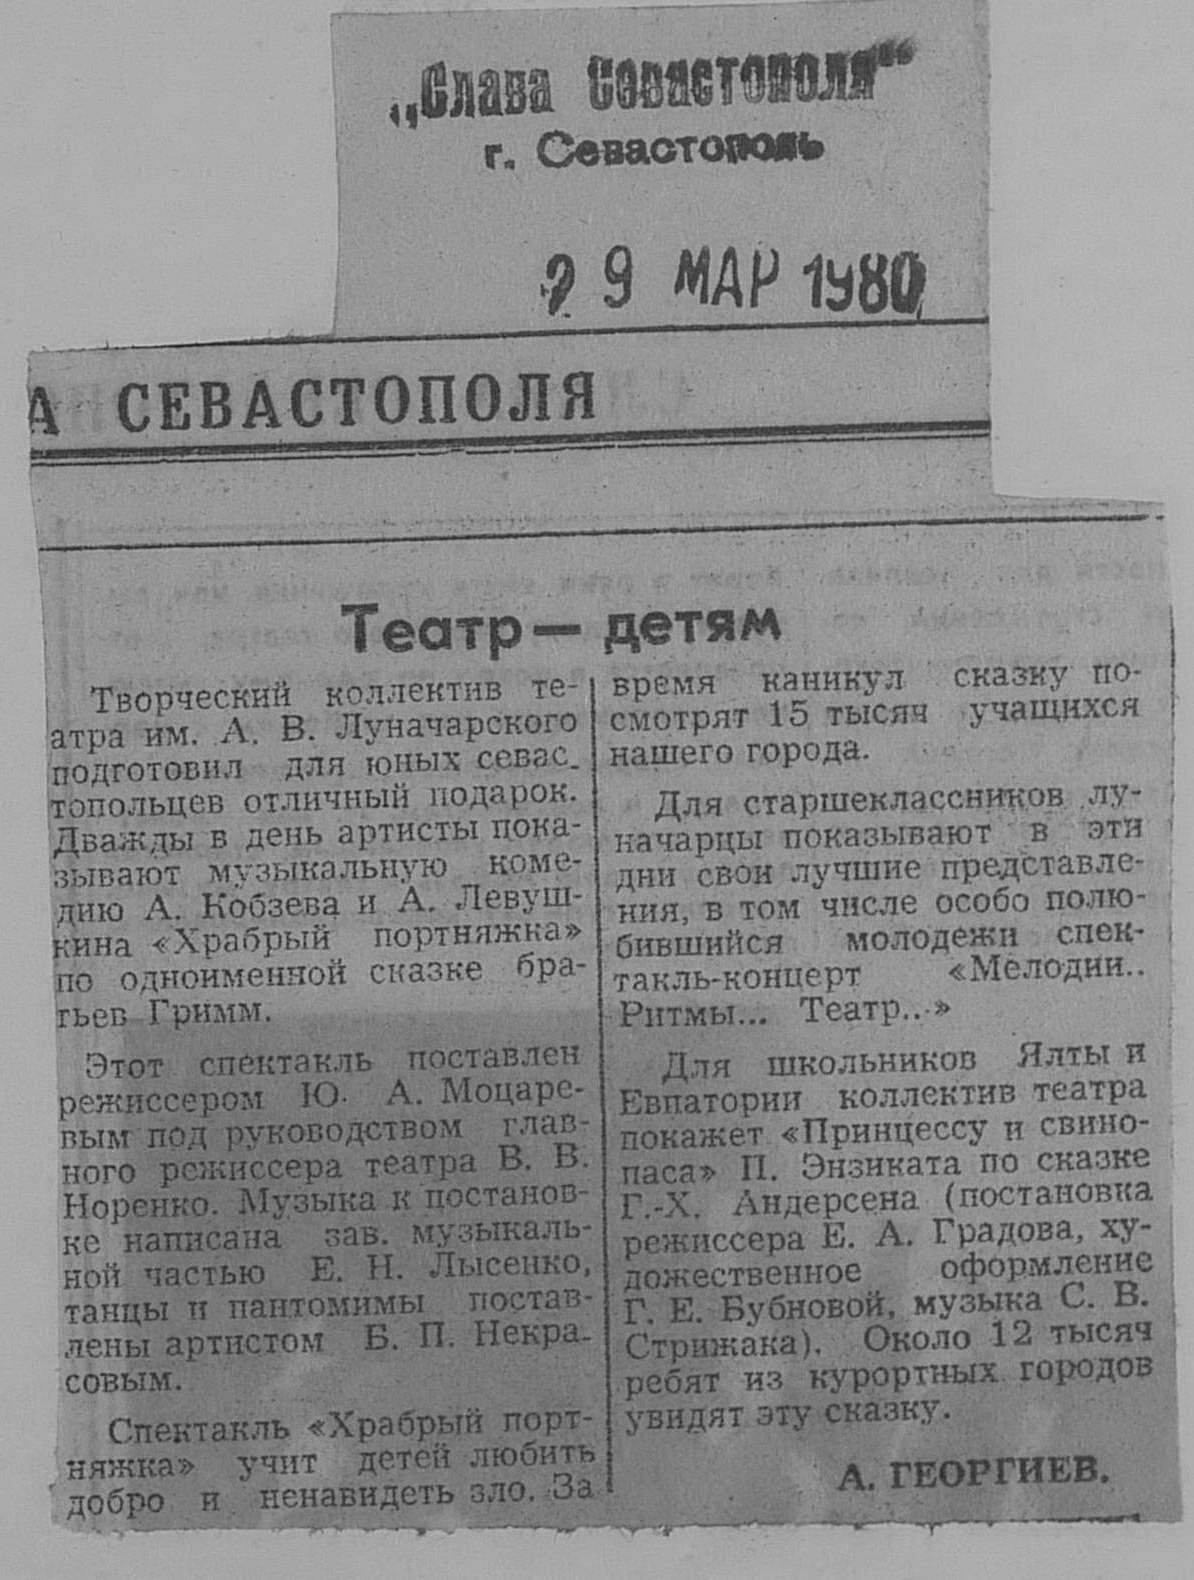 „Слава Севастополя“
г. Севастополь
29 МАР 1980
А СЕВАСТОПОЛЯ
Театр — детям
Творческий коллектив те-
атра им. А. В. Луначарского
подготовил для юных севас-
топольцев отличный подарок.
Дважды в день артисты пока-
зывают музыкальную коме-
дию А. Кобзева и А. Левуш-
кина «Храбрый портняжка»
по одноименной сказке бра-
тьев Гримм.
Этот спектакль поставлен
режиссером Ю. А. Моцаре-
вым под руководством глав-
ного режиссера театра В. В.
Норенко. Музыка к постанов-
ке написана зав. музыкаль-
ной частью Е. Н. Лысенко,
танцы и пантомимы постав-
лены артистом Б. П. Некра-
совым.
Спектакль «Храбрый порт-
няжка» учит детей любить
добро и ненавидеть зло. За
время каникул сказку по-
смотрят 15 тысяч учащихся
нашего города.
Для старшеклассников лу-
начарцы показывают в эти
дни свои лучшие представле-
ния, в том числе особо полю-
бившийся молодежи спек-
такль-концерт «Мелодии..
Ритмы... Театр...»
Для школьников Ялты и
Евпатории коллектив театра
покажет «Принцессу и свино-
паса» П. Энзиката по сказке
Г.-Х. Андерсена (постановка
режиссера Е. А. Градова, ху-
дожественное оформление
Г. Е. Бубновой, музыка С. В.
Стрижака). Около 12 тысяч
ребят из курортных городов
увидят эту сказку.
А. ГЕОРГИЕВ.